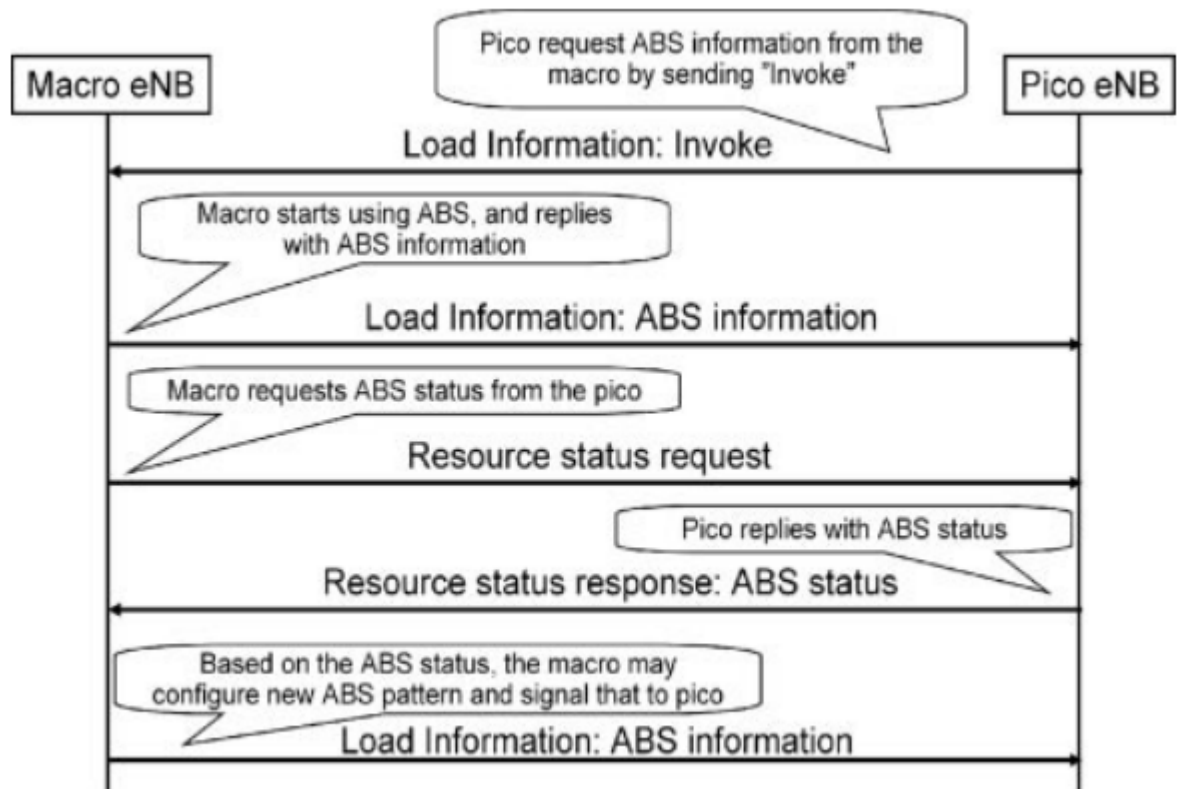 Pico request ABS information from the
macro by sending "Invoke"
Macro eNB
Pico eNB
Load Information: Invoke
Macro starts using ABS, and replies
with ABS information
Load Information: ABS information
Macro requests ABS status from the pico
Resource status request
Pico replies with ABS status
Resource status response: ABS status
Based on the ABS status, the macro may
configure new ABS pattern and signal that to pico
Load Information: ABS information